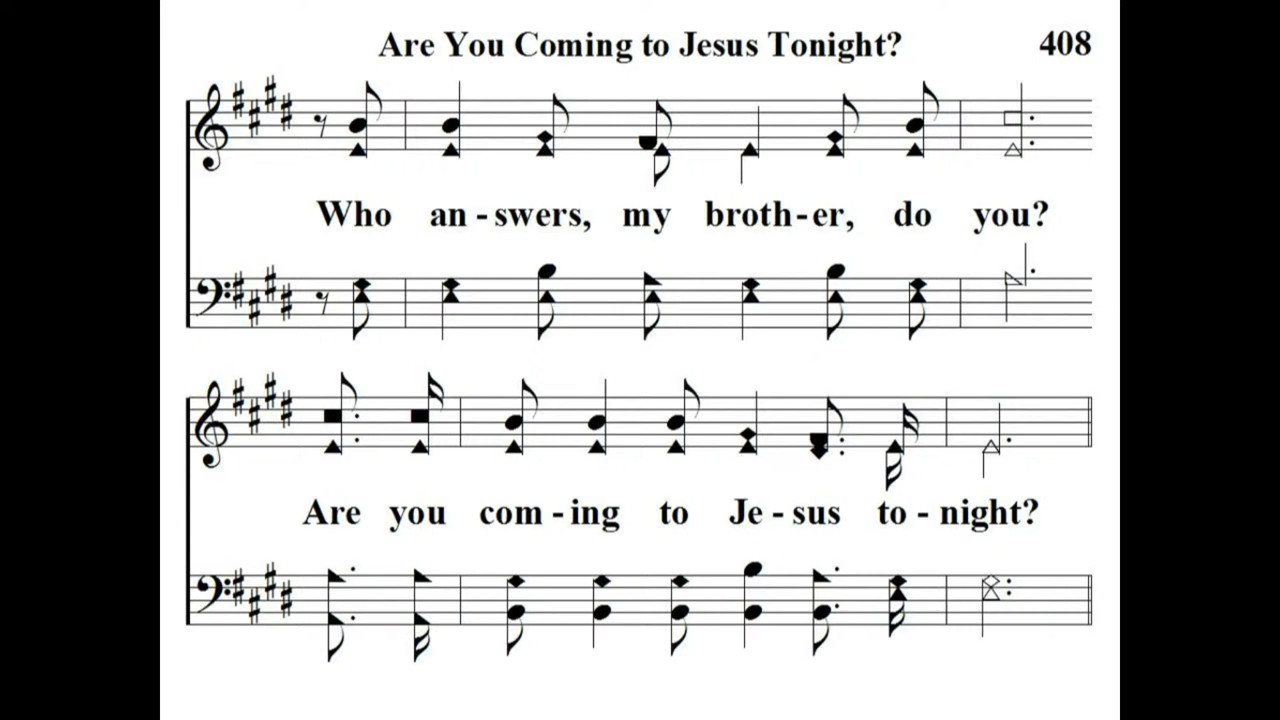 Are You Coming to Jesus Tonight? 408
Who an - swers, my broth - er, do you?
Are you com - ing to Je - sus to - night?